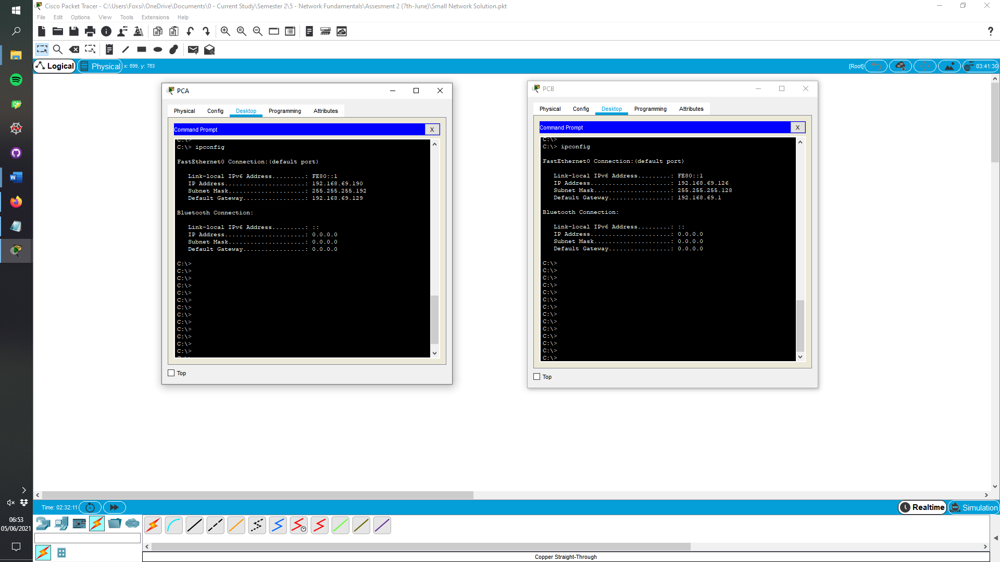 Cisco Packet Tracer - C:\Users\Foxsi\OneDrive\Documents\0 - Current Study\Semester 2\5 - Network Fundamentals\Assesment 2 (7th-June)\Small Network Solution.pkt
File Edit Options View Tools Extensions Help
?
Logical Physical x: 699, y: 763 [Root] 03:41:30
PCA
Physical Config Desktop Programming Attributes
Command Prompt X
C:\>
C:\> ipconfig
FastEthernet0 Connection:(default port)
Link-local IPv6 Address.........: FE80::1
IP Address......................: 192.168.69.190
Subnet Mask.....................: 255.255.255.192
Default Gateway.................: 192.168.69.129
Bluetooth Connection:
Link-local IPv6 Address.........: ::
IP Address......................: 0.0.0.0
Subnet Mask.....................: 0.0.0.0
Default Gateway.................: 0.0.0.0
C:\>
C:\>
C:\>
C:\>
C:\>
C:\>
C:\>
C:\>
C:\>
C:\>
C:\>
C:\>
C:\>
C:\>
Top
PCB
Physical Config Desktop Programming Attributes
Command Prompt X
C:\>
C:\> ipconfig
FastEthernet0 Connection:(default port)
Link-local IPv6 Address.........: FE80::1
IP Address......................: 192.168.69.126
Subnet Mask.....................: 255.255.255.128
Default Gateway.................: 192.168.69.1
Bluetooth Connection:
Link-local IPv6 Address.........: ::
IP Address......................: 0.0.0.0
Subnet Mask.....................: 0.0.0.0
Default Gateway.................: 0.0.0.0
C:\>
C:\>
C:\>
C:\>
C:\>
C:\>
C:\>
C:\>
C:\>
C:\>
C:\>
C:\>
C:\>
C:\>
Top
Time: 02:32:11 Realtime Simulation
06:53
05/06/2021
Copper Straight-Through